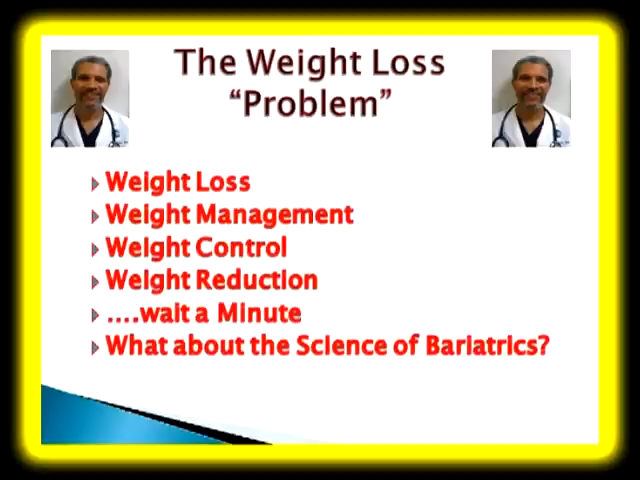 The Weight Loss
“Problem”
Weight Loss
Weight Management
Weight Control
Weight Reduction
....wait a Minute
What about the Science of Bariatrics?